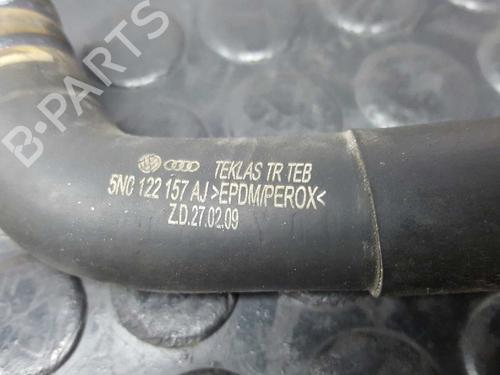 B-PARTS
TEKLAS TR TEB
5N0 122 157 AJ >EPDM/PEROX<
Z.D.27.02.09